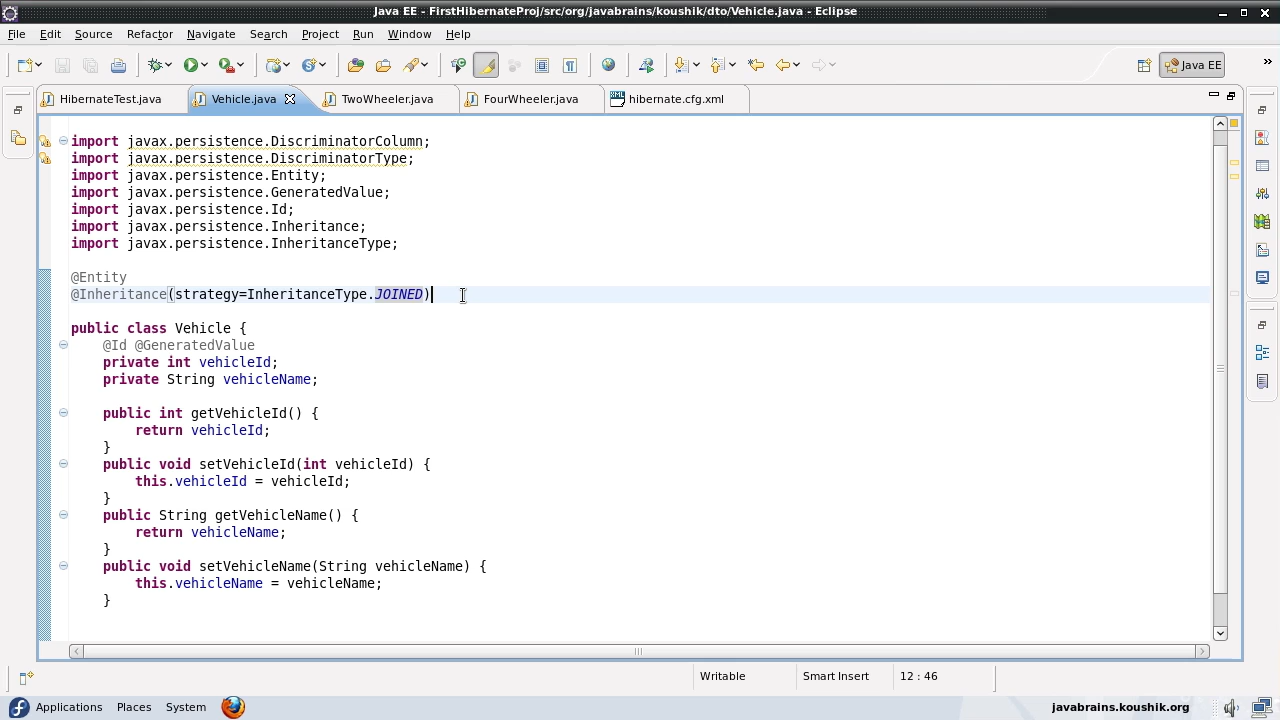 Java EE - FirstHibernateProj/src/org/javabrains/koushik/dto/Vehicle.java - Eclipse
File Edit Source Refactor Navigate Search Project Run Window Help
Java EE
HibernateTest.java Vehicle.java TwoWheeler.java FourWheeler.java hibernate.cfg.xml
import javax.persistence.DiscriminatorColumn;
import javax.persistence.DiscriminatorType;
import javax.persistence.Entity;
import javax.persistence.GeneratedValue;
import javax.persistence.Id;
import javax.persistence.Inheritance;
import javax.persistence.InheritanceType;
@Entity
@Inheritance(strategy=InheritanceType.JOINED)
public class Vehicle {
@Id @GeneratedValue
private int vehicleId;
private String vehicleName;
public int getVehicleId() {
return vehicleId;
}
public void setVehicleId(int vehicleId) {
this.vehicleId = vehicleId;
}
public String getVehicleName() {
return vehicleName;
}
public void setVehicleName(String vehicleName) {
this.vehicleName = vehicleName;
}
Writable Smart Insert 12 : 46
Applications Places System javabrains.koushik.org